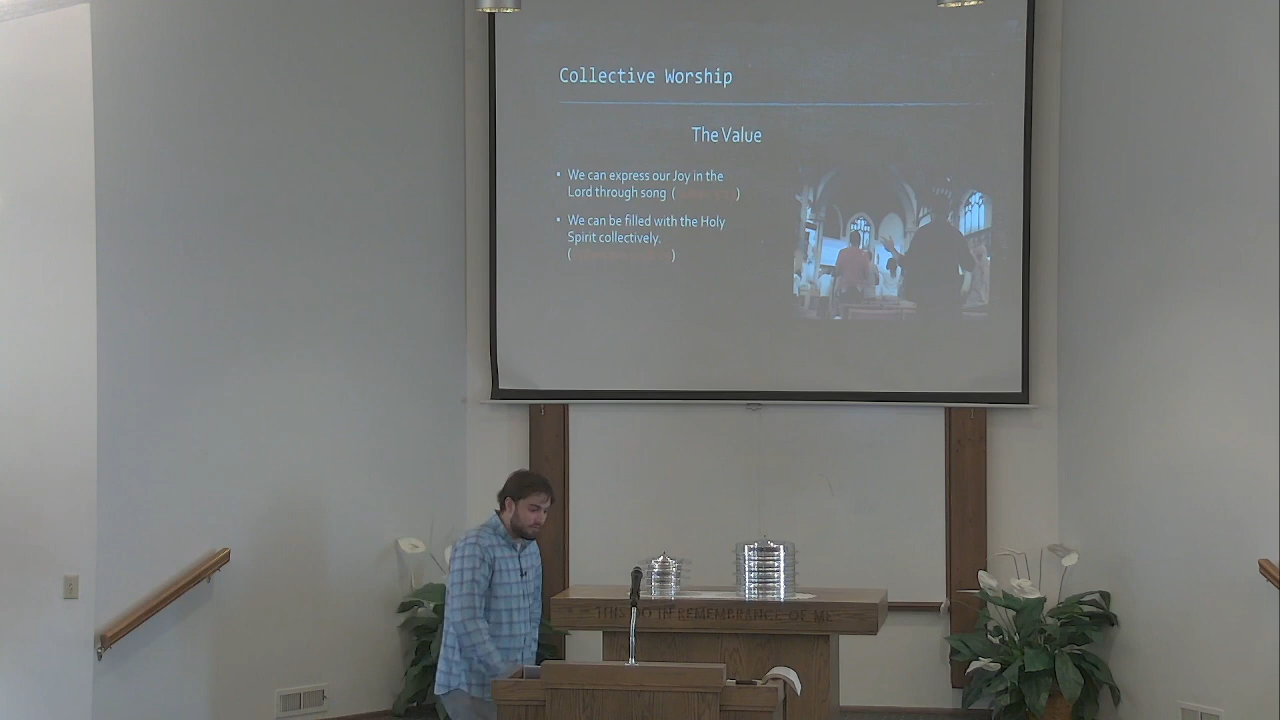 Collective Worship
The Value
• We can express our Joy in the
Lord through song ( )
• We can be filled with the Holy
Spirit collectively.
( )
THIS DO IN REMEMBRANCE OF ME